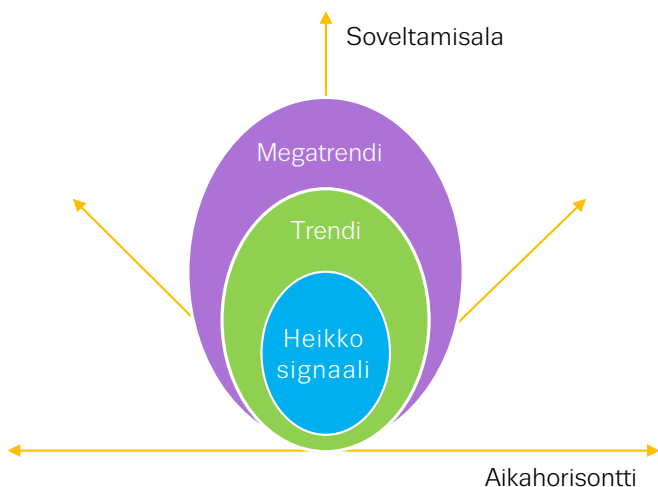 Soveltamisala
Megatrendi
Trendi
Heikko
signaali
Aikahorisontti